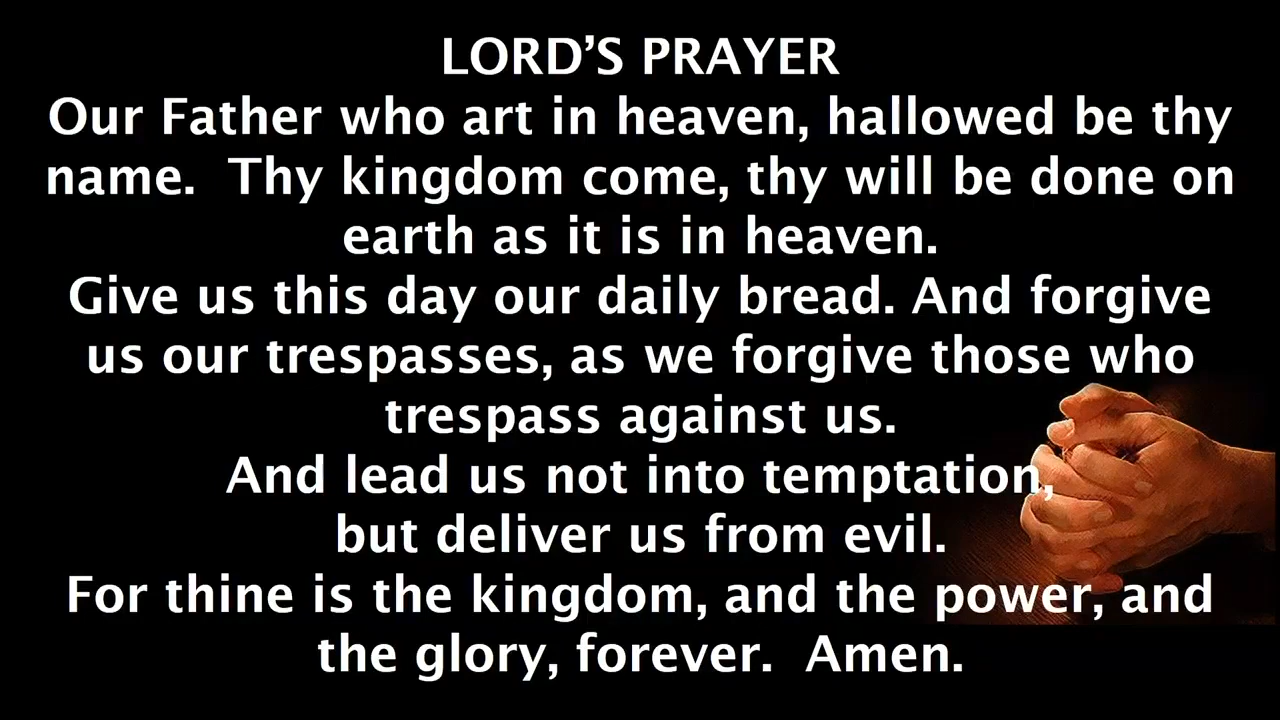 LORD’S PRAYER
Our Father who art in heaven, hallowed be thy
name.  Thy kingdom come, thy will be done on
earth as it is in heaven.
Give us this day our daily bread. And forgive
us our trespasses, as we forgive those who
trespass against us.
And lead us not into temptation,
but deliver us from evil.
For thine is the kingdom, and the power, and
the glory, forever.  Amen.